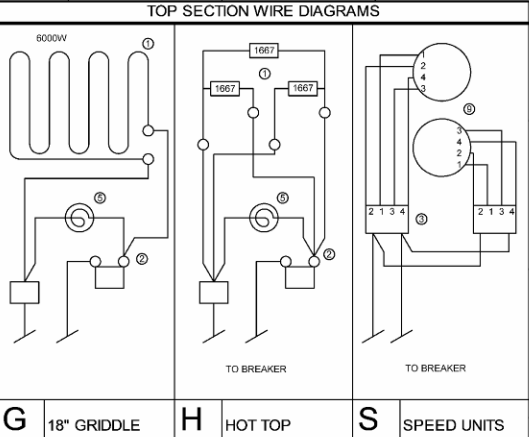 TOP SECTION WIRE DIAGRAMS
6000W
1
5
2
G 18" GRIDDLE
1667
1
1667 1667
5
2
TO BREAKER
H HOT TOP
1
2
4
3
9
3
4
2
1
2 1 3 4
3
2 1 3 4
TO BREAKER
S SPEED UNITS